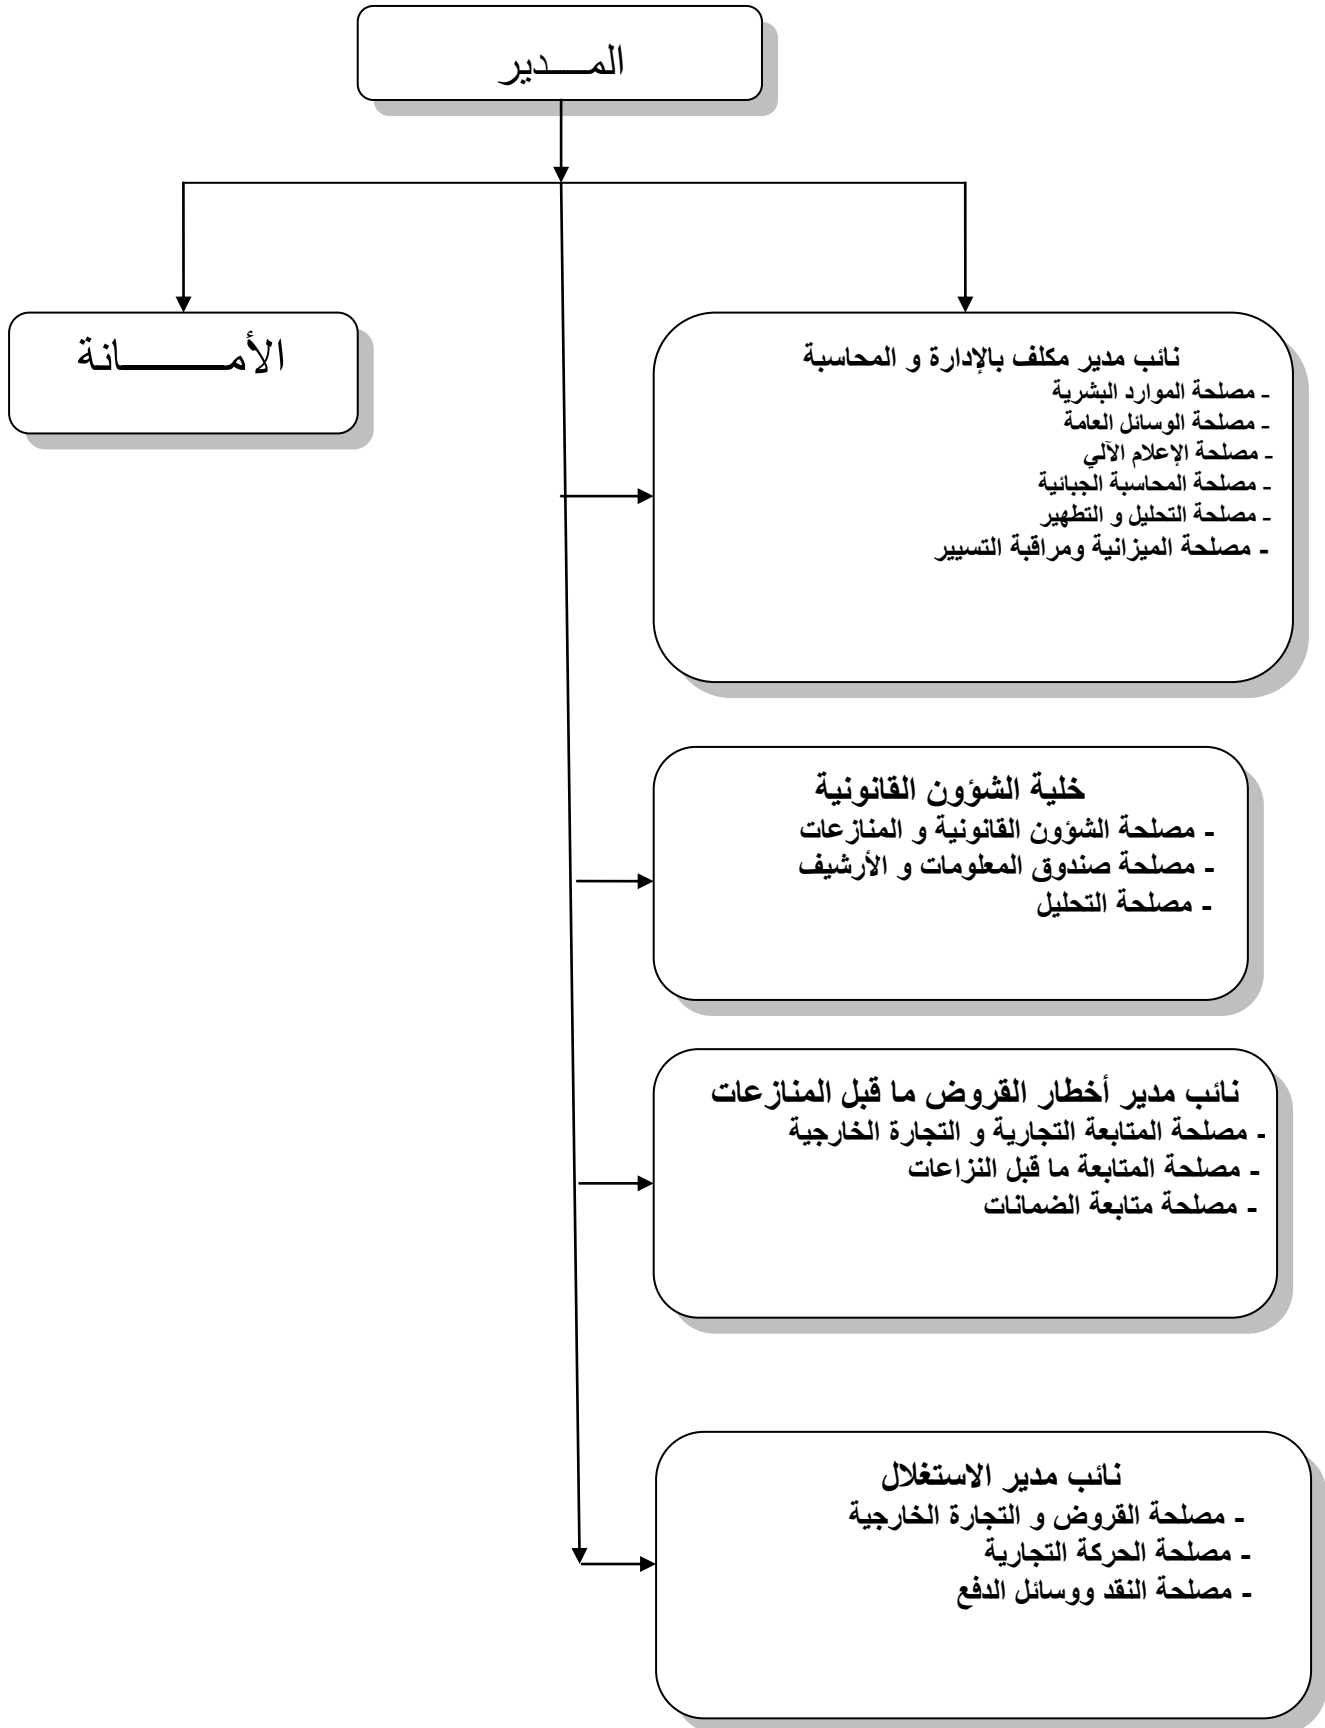 المــــدير
الأمـــــــــانة
نائب مدير مكلف بالإدارة و المحاسبة
- مصلحة الموارد البشرية
- مصلحة الوسائل العامة
- مصلحة الإعلام الآلي
- مصلحة المحاسبة الجبائية
- مصلحة التحليل و التطهير
- مصلحة الميزانية ومراقبة التسيير
خلية الشؤون القانونية
- مصلحة الشؤون القانونية و المنازعات
- مصلحة صندوق المعلومات و الأرشيف
- مصلحة التحليل
نائب مدير أخطار القروض ما قبل المنازعات
- مصلحة المتابعة التجارية و التجارة الخارجية
- مصلحة المتابعة ما قبل النزاعات
- مصلحة متابعة الضمانات
نائب مدير الاستغلال
- مصلحة القروض و التجارة الخارجية
- مصلحة الحركة التجارية
- مصلحة النقد ووسائل الدفع